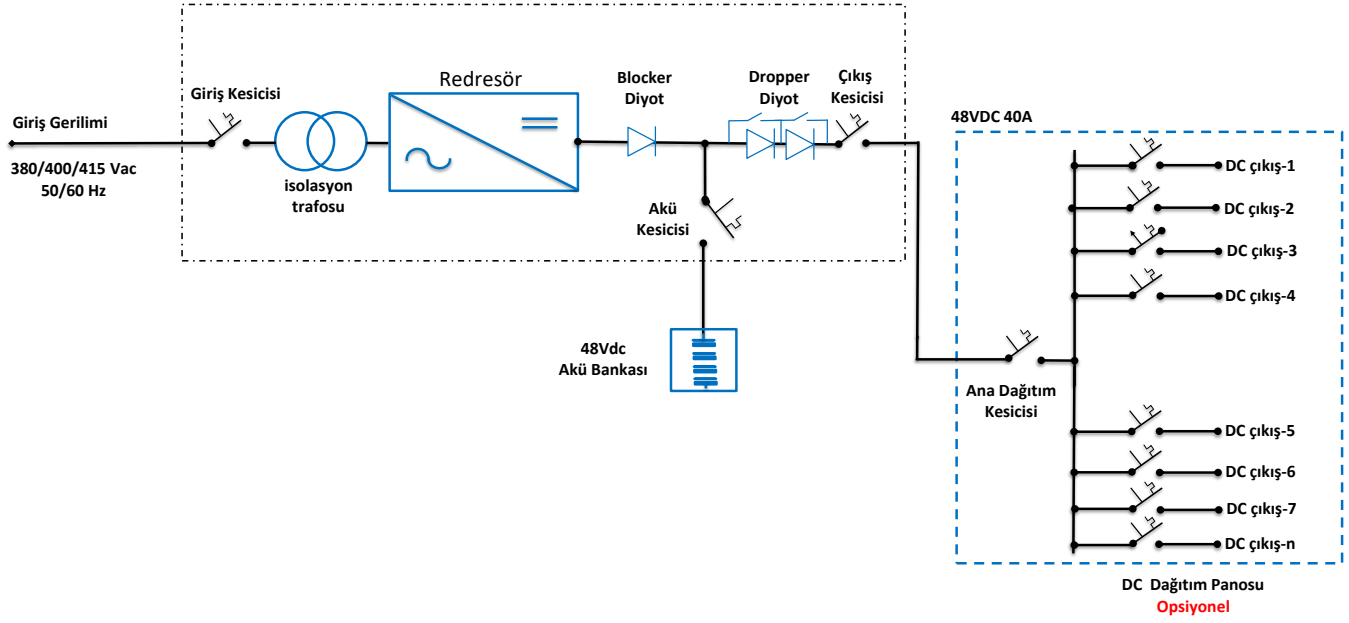 Giriş Gerilimi
380/400/415 Vac
50/60 Hz
Giriş Kesicisi
isolasyon
trafosu
Redresör
Blocker
Diyot
Dropper
Diyot
Çıkış
Kesicisi
Akü
Kesicisi
48Vdc
Akü Bankası
48VDC 40A
Ana Dağıtım
Kesicisi
DC çıkış-1
DC çıkış-2
DC çıkış-3
DC çıkış-4
DC çıkış-5
DC çıkış-6
DC çıkış-7
DC çıkış-n
DC Dağıtım Panosu
Opsiyonel